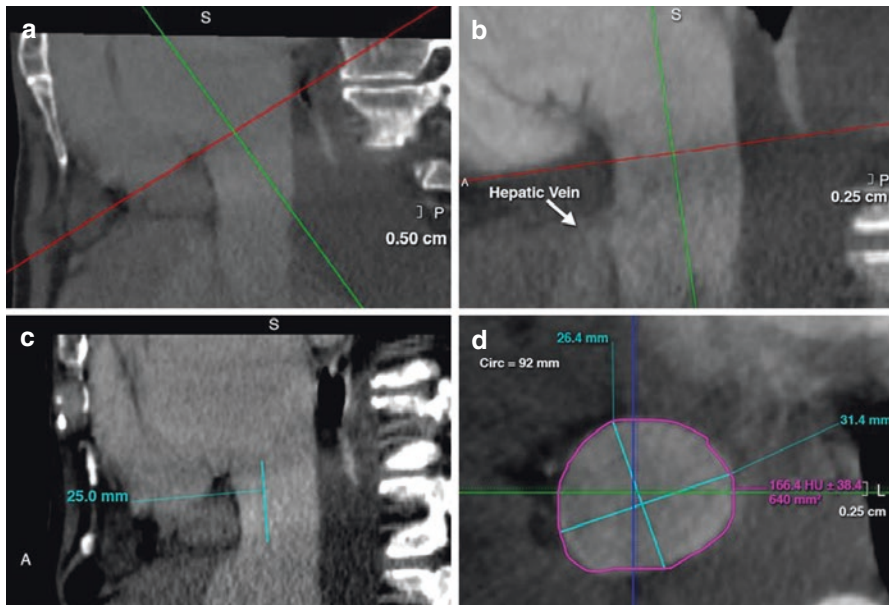 a
S
P
0.50 cm
b
S
A
Hepatic Vein
P
0.25 cm
c
S
25.0 mm
A
d
26.4 mm
Circ = 92 mm
31.4 mm
166.4 HU ± 38.4
640 mm²
L
0.25 cm